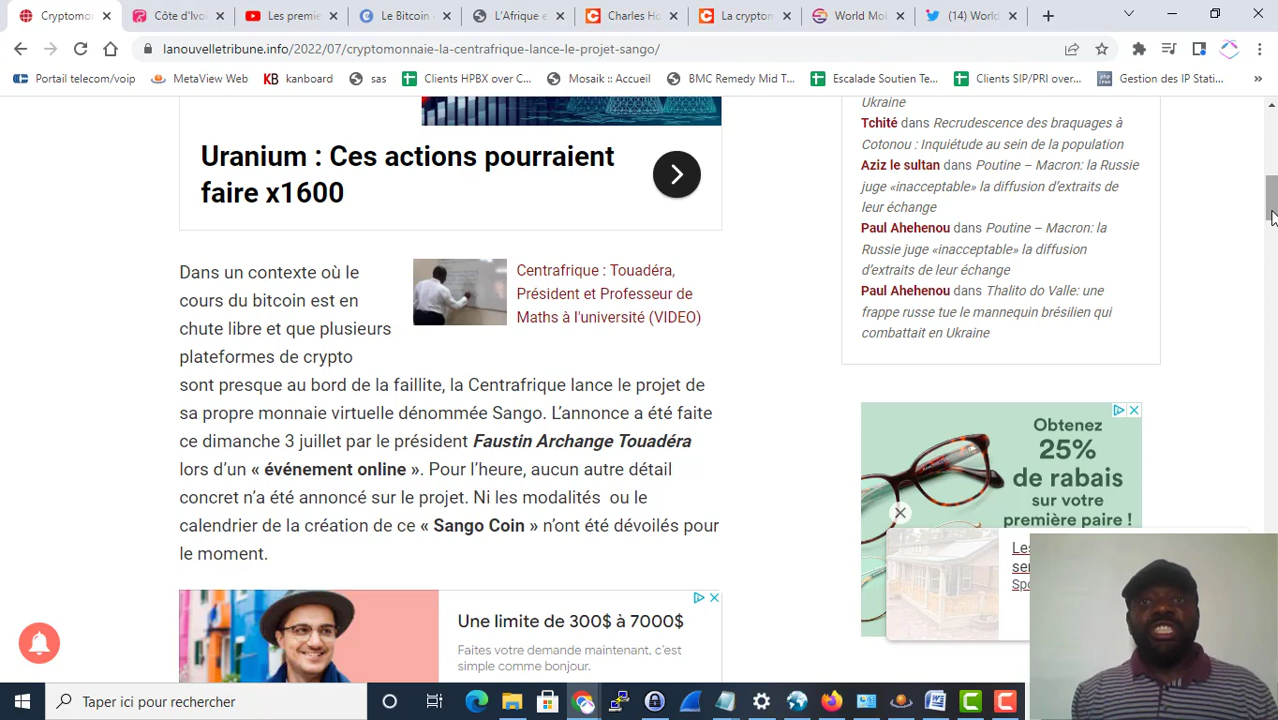 Cryptomo
Côte d'Ivoi
Les premie
Le Bitcoin
L'Afrique e
Charles Ho
La cryptom
World Mob
(14) World
lanouvelletribune.info/2022/07/cryptomonnaie-la-centrafrique-lance-le-projet-sango/
Portail telecom/voip
MetaView Web
KB kanboard
sas
Clients HPBX over C...
Mosaik :: Accueil
BMC Remedy Mid T...
Escalade Soutien Te...
Clients SIP/PRI over...
Gestion des IP Stati...
Uranium : Ces actions pourraient
faire x1600
Dans un contexte où le
cours du bitcoin est en
chute libre et que plusieurs
plateformes de crypto
Centrafrique : Touadéra,
Président et Professeur de
Maths à l'université (VIDEO)
sont presque au bord de la faillite, la Centrafrique lance le projet de
sa propre monnaie virtuelle dénommée Sango. L'annonce a été faite
ce dimanche 3 juillet par le président Faustin Archange Touadéra
lors d'un « événement online ». Pour l'heure, aucun autre détail
concret n'a été annoncé sur le projet. Ni les modalités ou le
calendrier de la création de ce « Sango Coin » n'ont été dévoilés pour
le moment.
Une limite de 300$ à 7000$
Faites votre demande maintenant, c'est
simple comme bonjour.
Ukraine
Tchité dans Recrudescence des braquages à
Cotonou : Inquiétude au sein de la population
Aziz le sultan dans Poutine – Macron: la Russie
juge «inacceptable» la diffusion d'extraits de
leur échange
Paul Ahehenou dans Poutine – Macron: la
Russie juge «inacceptable» la diffusion
d'extraits de leur échange
Paul Ahehenou dans Thalito do Valle: une
frappe russe tue le mannequin brésilien qui
combattait en Ukraine
Obtenez
25%
de rabais
sur votre
première paire !
Les
Spo
Taper ici pour rechercher